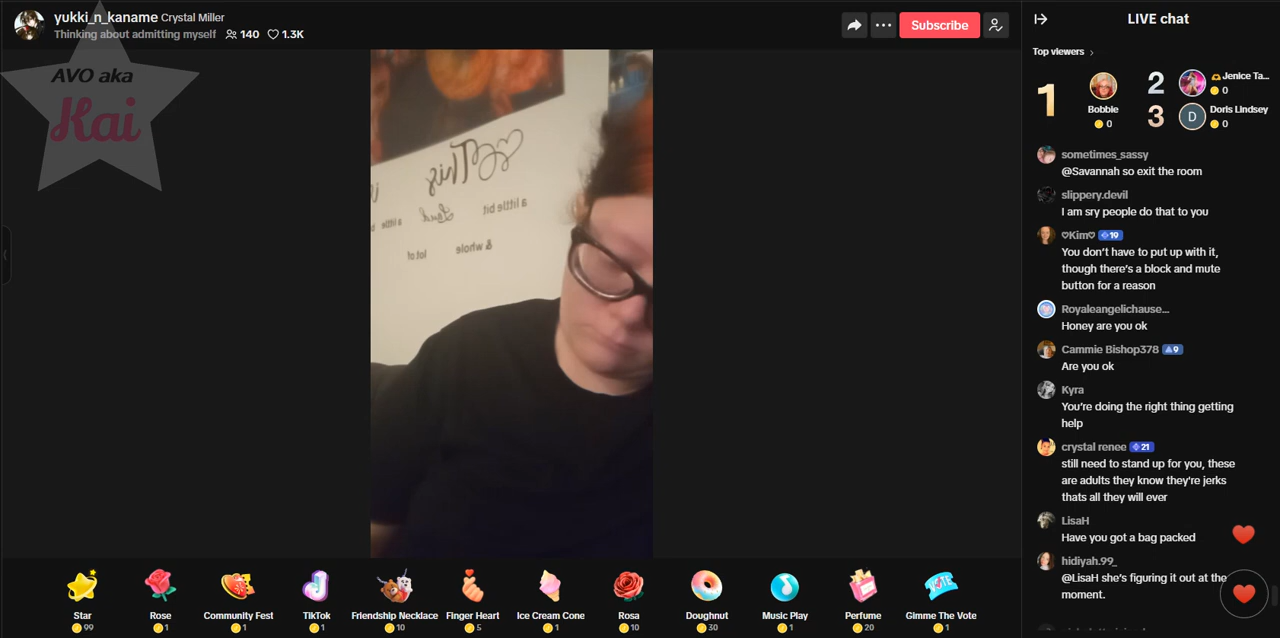 yukki_n_kaname Crystal Miller
Thinking about admitting myself 140 1.3K
Subscribe
AVO aka
Kai
This
a little bit
a little
Loud
& whole
lot of
Star
99
Rose
1
Community Fest
1
TikTok
1
Friendship Necklace
10
Finger Heart
5
Ice Cream Cone
1
Rosa
10
Doughnut
30
Music Play
1
Perfume
20
Gimme The Vote
1
LIVE chat
Top viewers >
1
Bobbie
0
2
Jenice Ta...
0
3
D
Doris Lindsey
0
sometimes_sassy
@Savannah so exit the room
slippery.devil
I am sry people do that to you
♡Kim♡ 19
You don't have to put up with it,
though there's a block and mute
button for a reason
Royaleangelichause...
Honey are you ok
Cammie Bishop378 9
Are you ok
Kyra
You're doing the right thing getting
help
crystal renee 21
still need to stand up for you, these
are adults they know they're jerks
thats all they will ever
LisaH
Have you got a bag packed
hidiyah.99_
@LisaH she's figuring it out at the
moment.